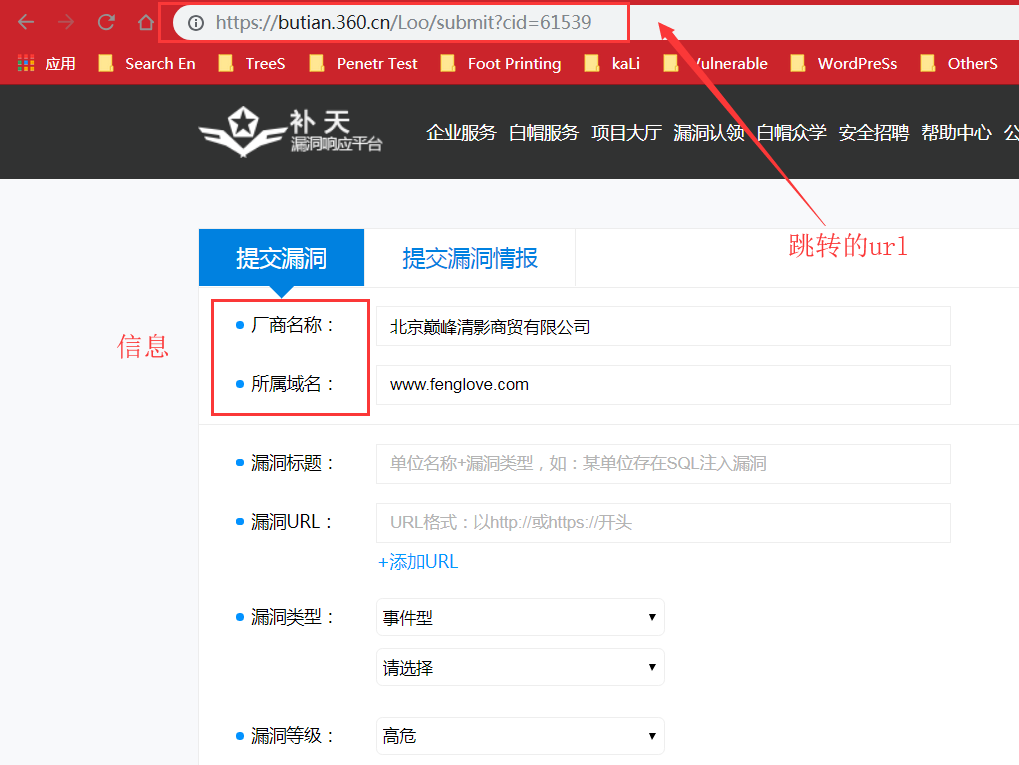 https://butian.360.cn/Loo/submit?cid=61539
应用 Search En TreeS Penetr Test Foot Printing kaLi Vulnerable WordPreSs OtherS
补天
漏洞响应平台
企业服务 白帽服务 项目大厅 漏洞认领 白帽众学 安全招聘 帮助中心 公
跳转的url
提交漏洞 提交漏洞情报
信息
厂商名称： 北京巅峰清影商贸有限公司
所属域名： www.fenglove.com
漏洞标题： 单位名称+漏洞类型，如：某单位存在SQL注入漏洞
漏洞URL： URL格式：以http://或https://开头
+添加URL
漏洞类型： 事件型
请选择
漏洞等级： 高危